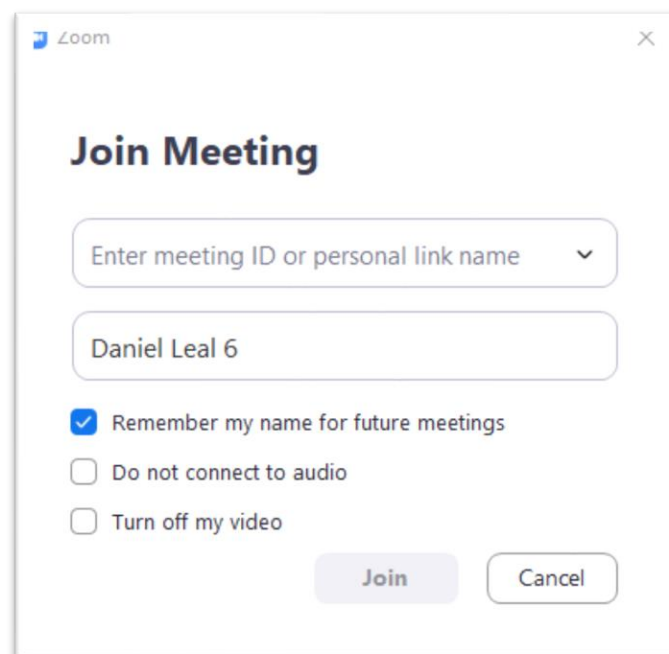 Zoom
Join Meeting
Enter meeting ID or personal link name
Daniel Leal 6
Remember my name for future meetings
Do not connect to audio
Turn off my video
Join
Cancel